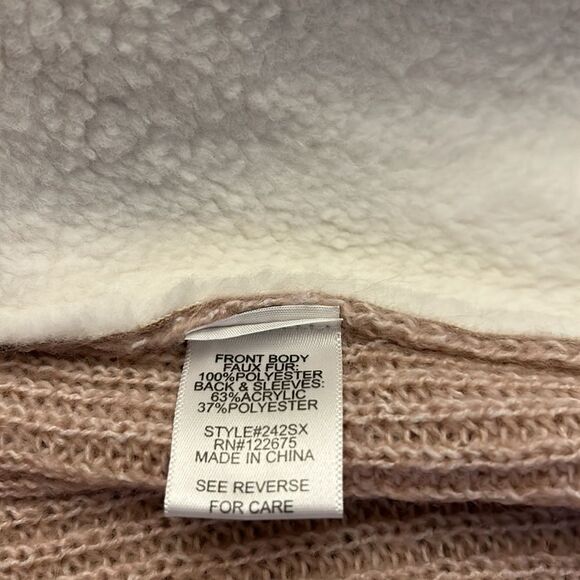 FRONT BODY
FAUX FUR:
100%POLYESTER
BACK & SLEEVES:
63%ACRYLIC
37%POLYESTER
STYLE#242SX
RN#122675
MADE IN CHINA
SEE REVERSE
FOR CARE